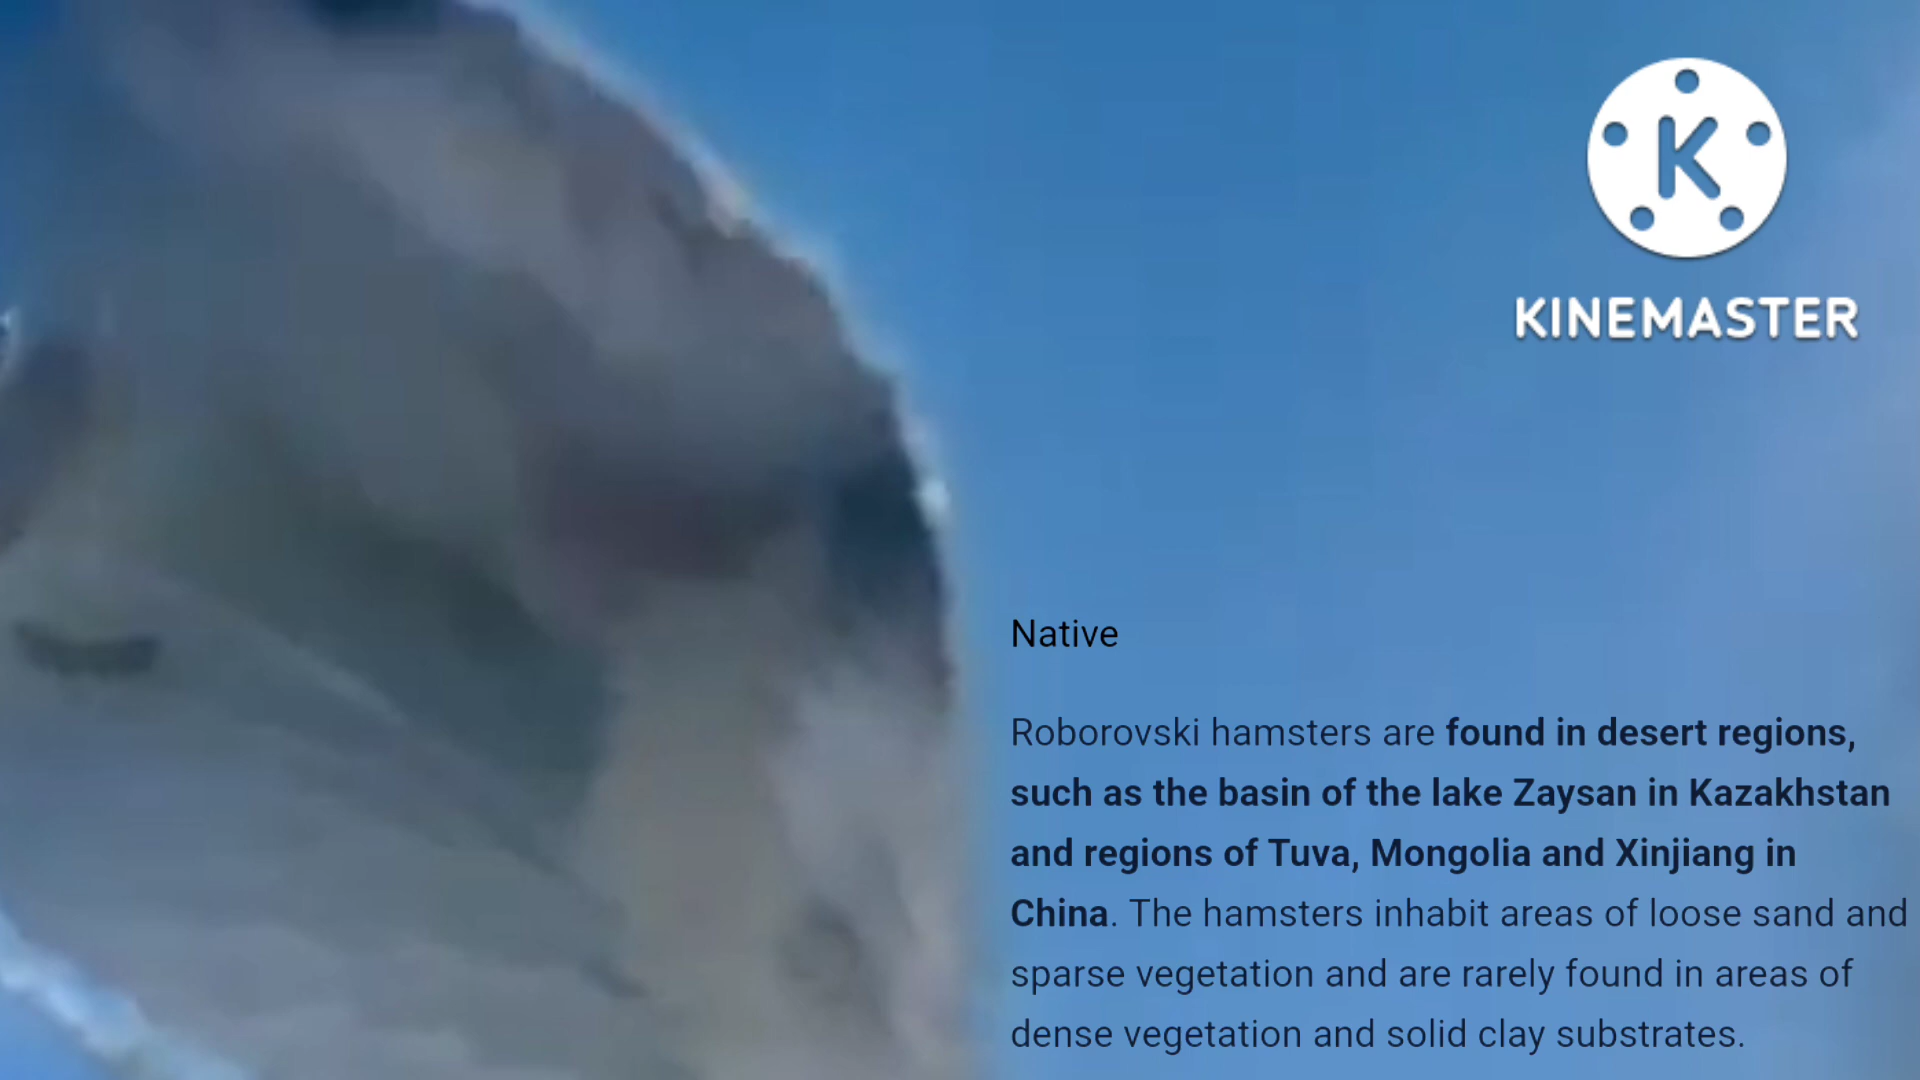 K
KINEMASTER
Native
Roborovski hamsters are found in desert regions,
such as the basin of the lake Zaysan in Kazakhstan
and regions of Tuva, Mongolia and Xinjiang in
China. The hamsters inhabit areas of loose sand and
sparse vegetation and are rarely found in areas of
dense vegetation and solid clay substrates.